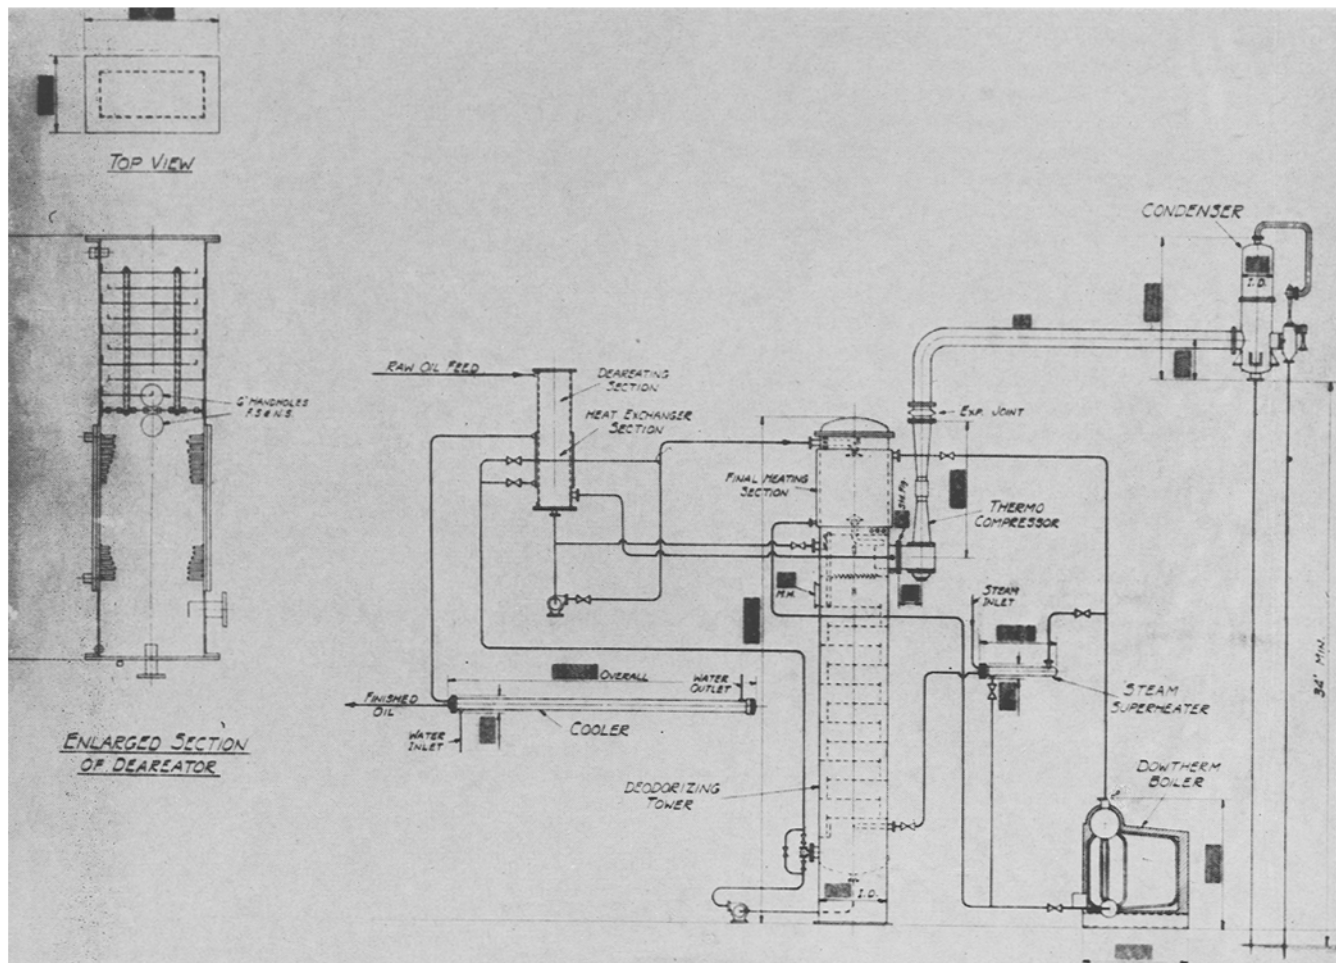 TOP VIEW
6" HANDHOLES
F.S. & N.S.
ENLARGED SECTION
OF DEAREATOR
RAW OIL FEED
DEAREATING
SECTION
HEAT EXCHANGER
SECTION
FINISHED
OIL
WATER
INLET
OVERALL
WATER
OUTLET
COOLER
DEODORIZING
TOWER
FINAL HEATING
SECTION
M.H.
I.D.
CONDENSER
I.D.
EXP. JOINT
THERMO
COMPRESSOR
STEAM
INLET
STEAM
SUPERHEATER
DOWTHERM
BOILER
34' MIN.